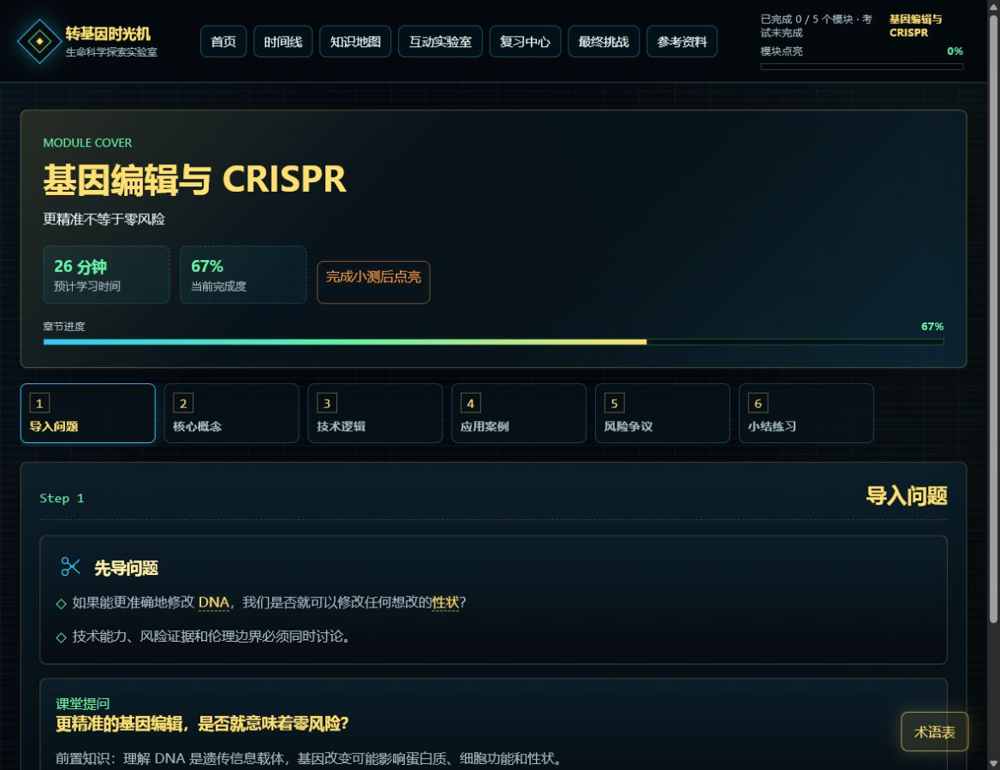 转基因时光机
生命科学探索实验室
首页
时间线
知识地图
互动实验室
复习中心
最终挑战
参考资料
已完成 0 / 5 个模块 · 考
试未完成
基因编辑与
CRISPR
模块点亮
0%
MODULE COVER
基因编辑与 CRISPR
更精准不等于零风险
26 分钟
预计学习时间
67%
当前完成度
完成小测后点亮
章节进度
67%
1
导入问题
2
核心概念
3
技术逻辑
4
应用案例
5
风险争议
6
小结练习
Step 1
导入问题
先导问题
如果能更准确地修改 DNA，我们是否就可以修改任何想改的性状？
技术能力、风险证据和伦理边界必须同时讨论。
课堂提问
更精准的基因编辑，是否就意味着零风险？
前置知识：理解 DNA 是遗传信息载体，基因改变可能影响蛋白质、细胞功能和性状。
术语表